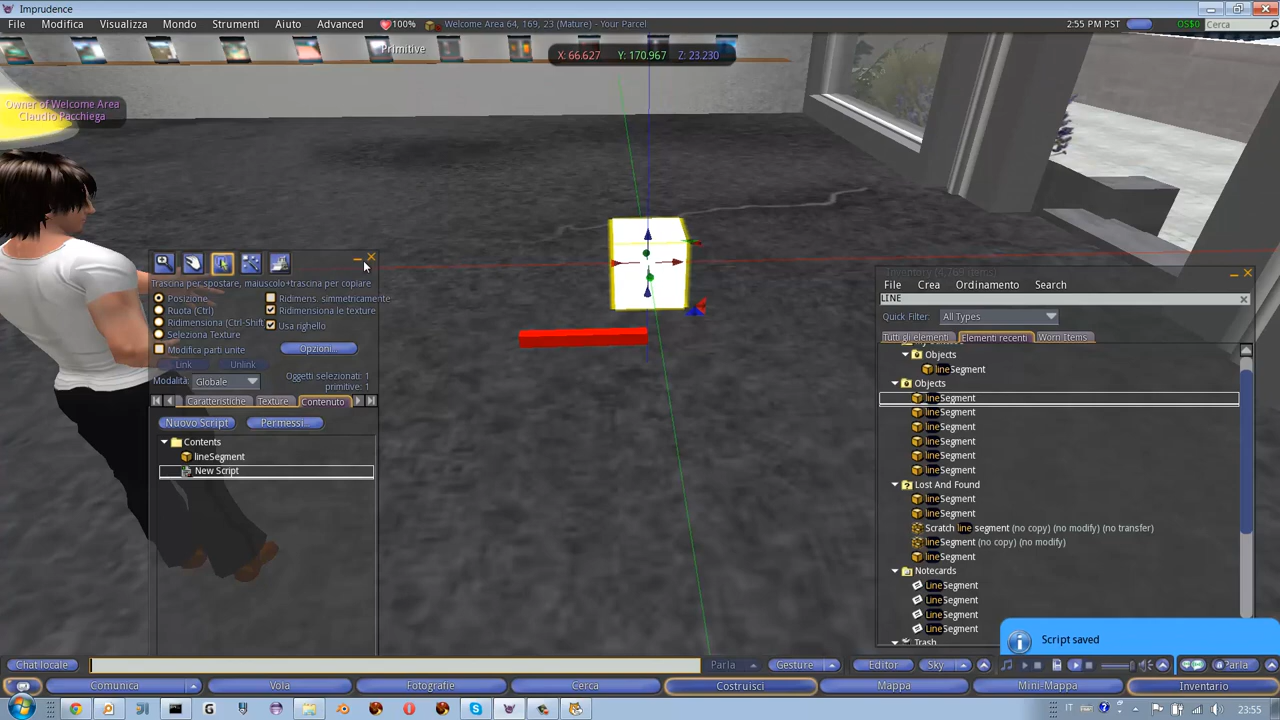 Imprudence
File Modifica Visualizza Mondo Strumenti Aiuto Advanced 100% Welcome Area 64, 169, 23 (Mature) - Your Parcel 2:55 PM PST OS$0 Cerca
Primitive
X: 66.627 Y: 170.967 Z: 23.230
Owner of Welcome Area
Claudio Pacchiega
Trascina per spostare, maiuscolo+trascina per copiare
Posizione Ridimens. simmetricamente
Ruota (Ctrl) Ridimensiona le texture
Ridimensiona (Ctrl-Shift Usa righello
Seleziona Texture
Modifica parti unite Opzioni...
Link Unlink
Modalità: Globale Oggetti selezionati: 1
primitive: 1
Caratteristiche Texture Contenuto
Nuovo Script Permessi...
Contents
lineSegment
New Script
Inventory (4,769 items)
File Crea Ordinamento Search
LINE
Quick Filter: All Types
Tutti gli elementi Elementi recenti Worn Items
Objects
lineSegment
Objects
lineSegment
lineSegment
lineSegment
lineSegment
lineSegment
lineSegment
Lost And Found
lineSegment
lineSegment
Scratch line segment (no copy) (no modify) (no transfer)
lineSegment (no copy) (no modify)
lineSegment
Notecards
LineSegment
LineSegment
LineSegment
LineSegment
Trash
Script saved
Chat locale Parla Gesture Editor Sky Parla
Comunica Vola Fotografie Cerca Costruisci Mappa Mini-Mappa Inventario
IT 23:55